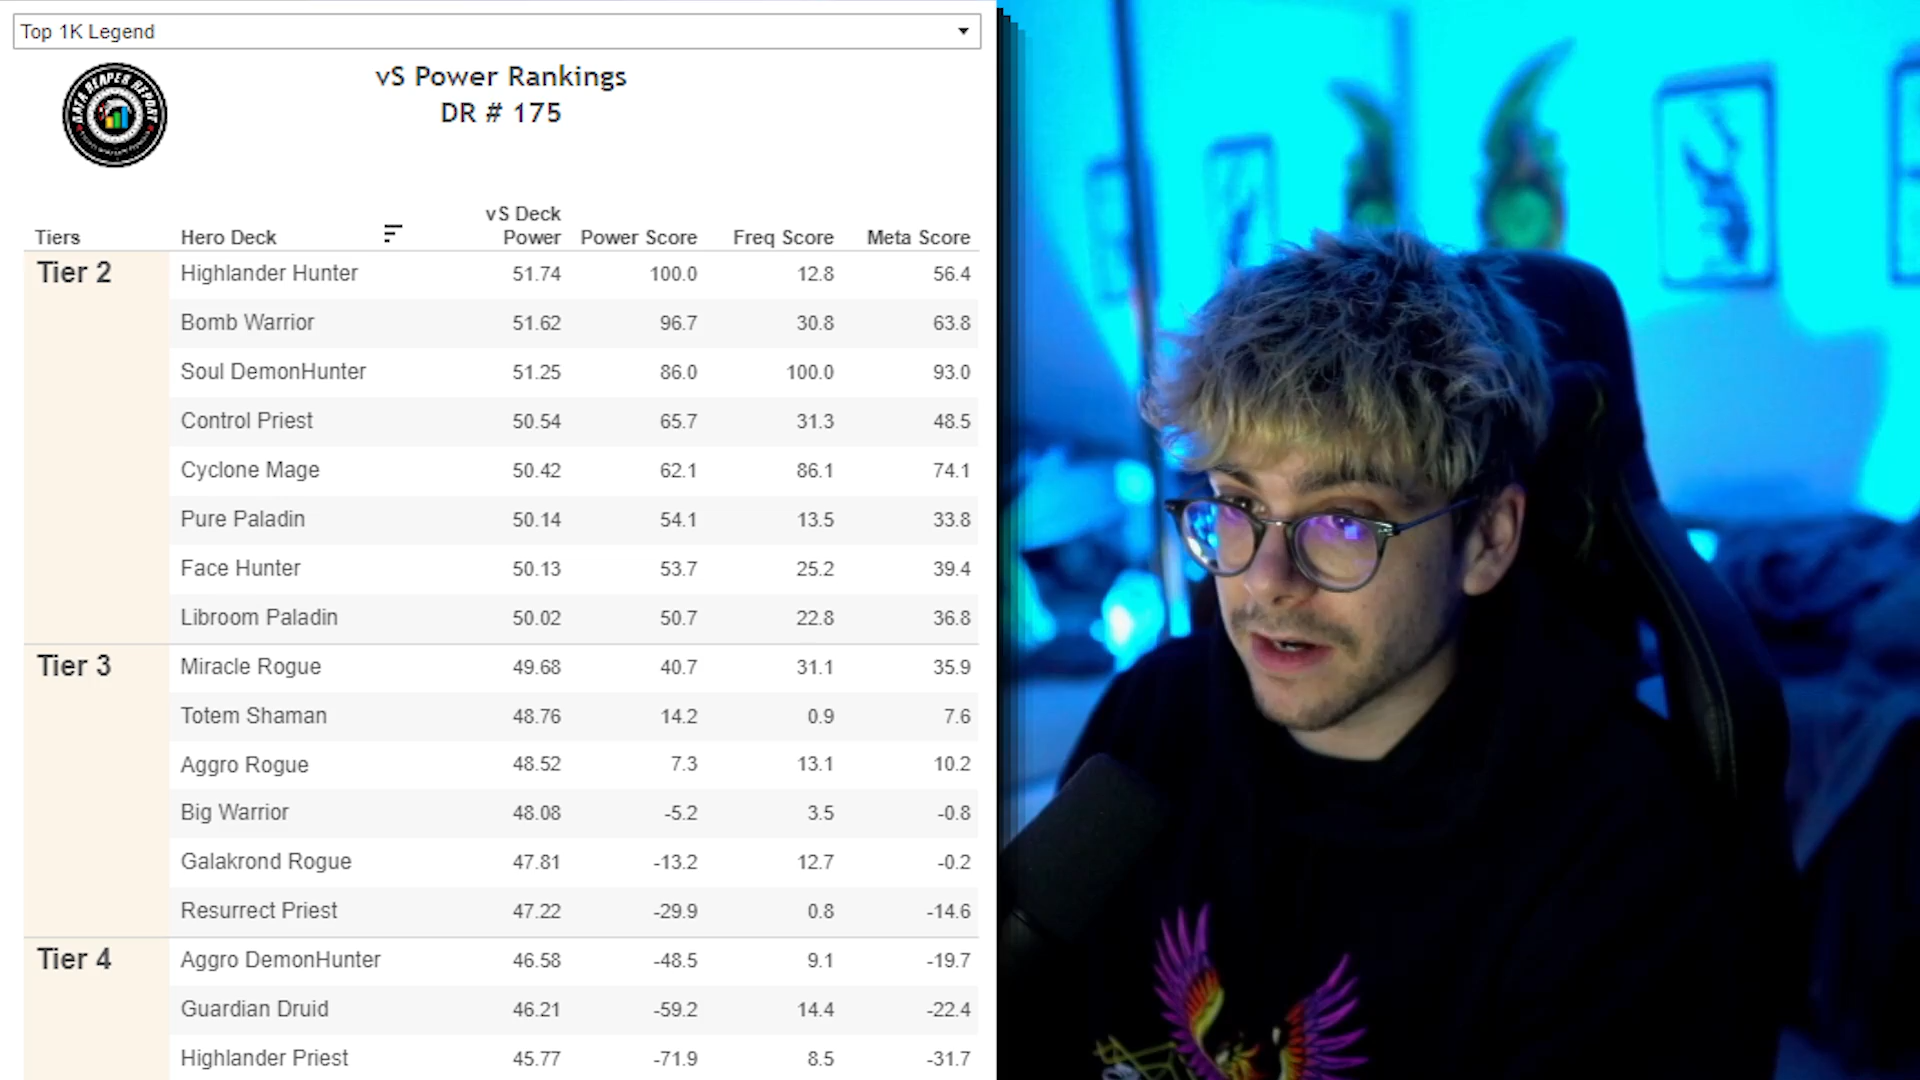 Top 1K Legend
DATA REAPER REPORT
vS Power Rankings
DR # 175
Tiers Hero Deck vS Deck Power Power Score Freq Score Meta Score
Tier 2 Highlander Hunter 51.74 100.0 12.8 56.4
Bomb Warrior 51.62 96.7 30.8 63.8
Soul DemonHunter 51.25 86.0 100.0 93.0
Control Priest 50.54 65.7 31.3 48.5
Cyclone Mage 50.42 62.1 86.1 74.1
Pure Paladin 50.14 54.1 13.5 33.8
Face Hunter 50.13 53.7 25.2 39.4
Libroom Paladin 50.02 50.7 22.8 36.8
Tier 3 Miracle Rogue 49.68 40.7 31.1 35.9
Totem Shaman 48.76 14.2 0.9 7.6
Aggro Rogue 48.52 7.3 13.1 10.2
Big Warrior 48.08 -5.2 3.5 -0.8
Galakrond Rogue 47.81 -13.2 12.7 -0.2
Resurrect Priest 47.22 -29.9 0.8 -14.6
Tier 4 Aggro DemonHunter 46.58 -48.5 9.1 -19.7
Guardian Druid 46.21 -59.2 14.4 -22.4
Highlander Priest 45.77 -71.9 8.5 -31.7